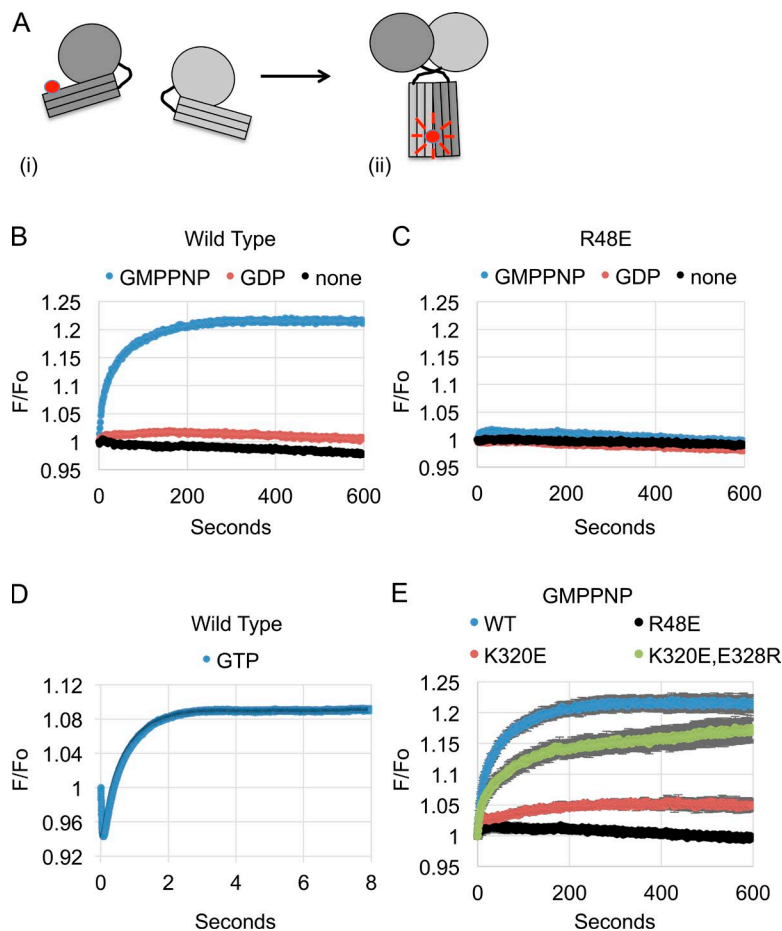 A
(i)
(ii)
B
Wild Type
GMPPNP GDP none
1.25
1.2
1.15
1.1
1.05
1
0.95
F/Fo
0 200 400 600
Seconds
C
R48E
GMPPNP GDP none
1.25
1.2
1.15
1.1
1.05
1
0.95
F/Fo
0 200 400 600
Seconds
D
Wild Type
GTP
1.12
1.08
1.04
1
0.96
0.92
F/Fo
0 2 4 6 8
Seconds
E
GMPPNP
WT R48E
K320E K320E,E328R
1.25
1.2
1.15
1.1
1.05
1
0.95
F/Fo
0 200 400 600
Seconds